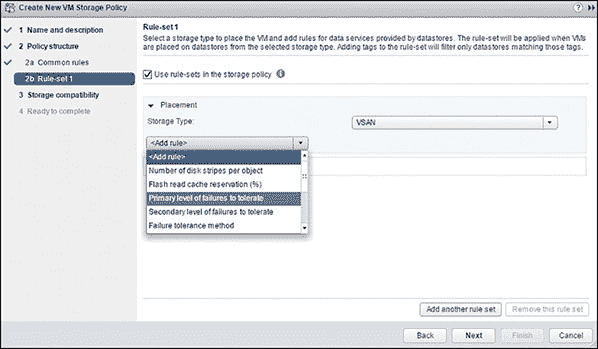 Create New VM Storage Policy
1 Name and description
2 Policy structure
2a Common rules
2b Rule-set 1
3 Storage compatibility
4 Ready to complete
Rule-set 1
Select a storage type to place the VM and add rules for data services provided by datastores. The rule-set will be applied when VMs
are placed on datastores from the selected storage type. Adding tags to the rule-set will filter only datastores matching those tags.
Use rule-sets in the storage policy
Placement
Storage Type:
VSAN
<Add rule>
<Add rule>
Number of disk stripes per object
Flash read cache reservation (%)
Primary level of failures to tolerate
Secondary level of failures to tolerate
Failure tolerance method
Add another rule set
Remove this rule set
Back
Next
Finish
Cancel